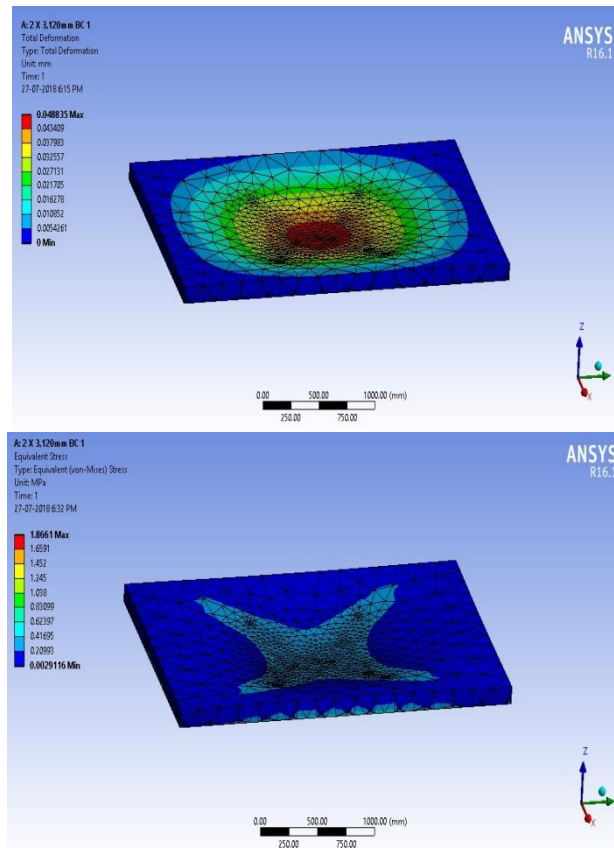 A: 2 X 3,120mm BC 1
Total Deformation
Type: Total Deformation
Unit: mm
Time: 1
27-07-2018 6:15 PM
0.048835 Max
0.043409
0.037983
0.032557
0.027131
0.021705
0.016278
0.010852
0.0054261
0 Min
ANSYS
R16.1
Z
X
0.00 500.00 1000.00 (mm)
250.00 750.00
A: 2 X 3,120mm BC 1
Equivalent Stress
Type: Equivalent (von-Mises) Stress
Unit: MPa
Time: 1
27-07-2018 6:32 PM
1.8661 Max
1.6591
1.452
1.245
1.038
0.83099
0.62397
0.41695
0.20993
0.0029116 Min
ANSYS
R16.1
Z
X
0.00 500.00 1000.00 (mm)
250.00 750.00